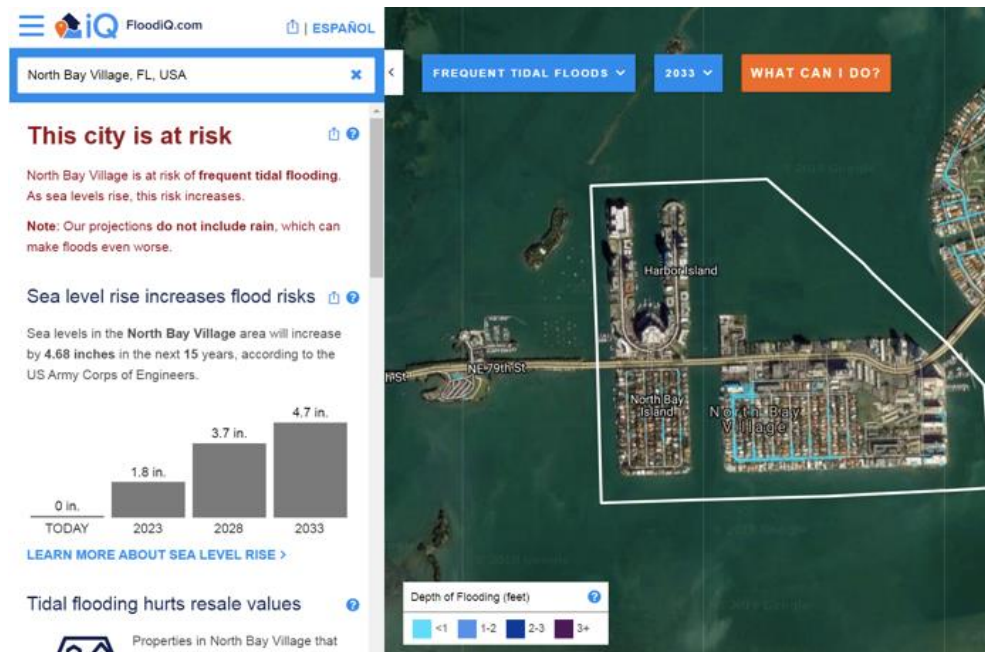 iQ FloodiQ.com | ESPAÑOL
North Bay Village, FL, USA
This city is at risk
North Bay Village is at risk of frequent tidal flooding.
As sea levels rise, this risk increases.
Note: Our projections do not include rain, which can
make floods even worse.
Sea level rise increases flood risks
Sea levels in the North Bay Village area will increase
by 4.68 inches in the next 15 years, according to the
US Army Corps of Engineers.
0 in. 1.8 in. 3.7 in. 4.7 in.
TODAY 2023 2028 2033
LEARN MORE ABOUT SEA LEVEL RISE >
Tidal flooding hurts resale values
Properties in North Bay Village that
FREQUENT TIDAL FLOODS 2033 WHAT CAN I DO?
Harbor Island
h St NE 79th St
North Bay
Island
North Bay
Village
Depth of Flooding (feet)
<1 1-2 2-3 3+